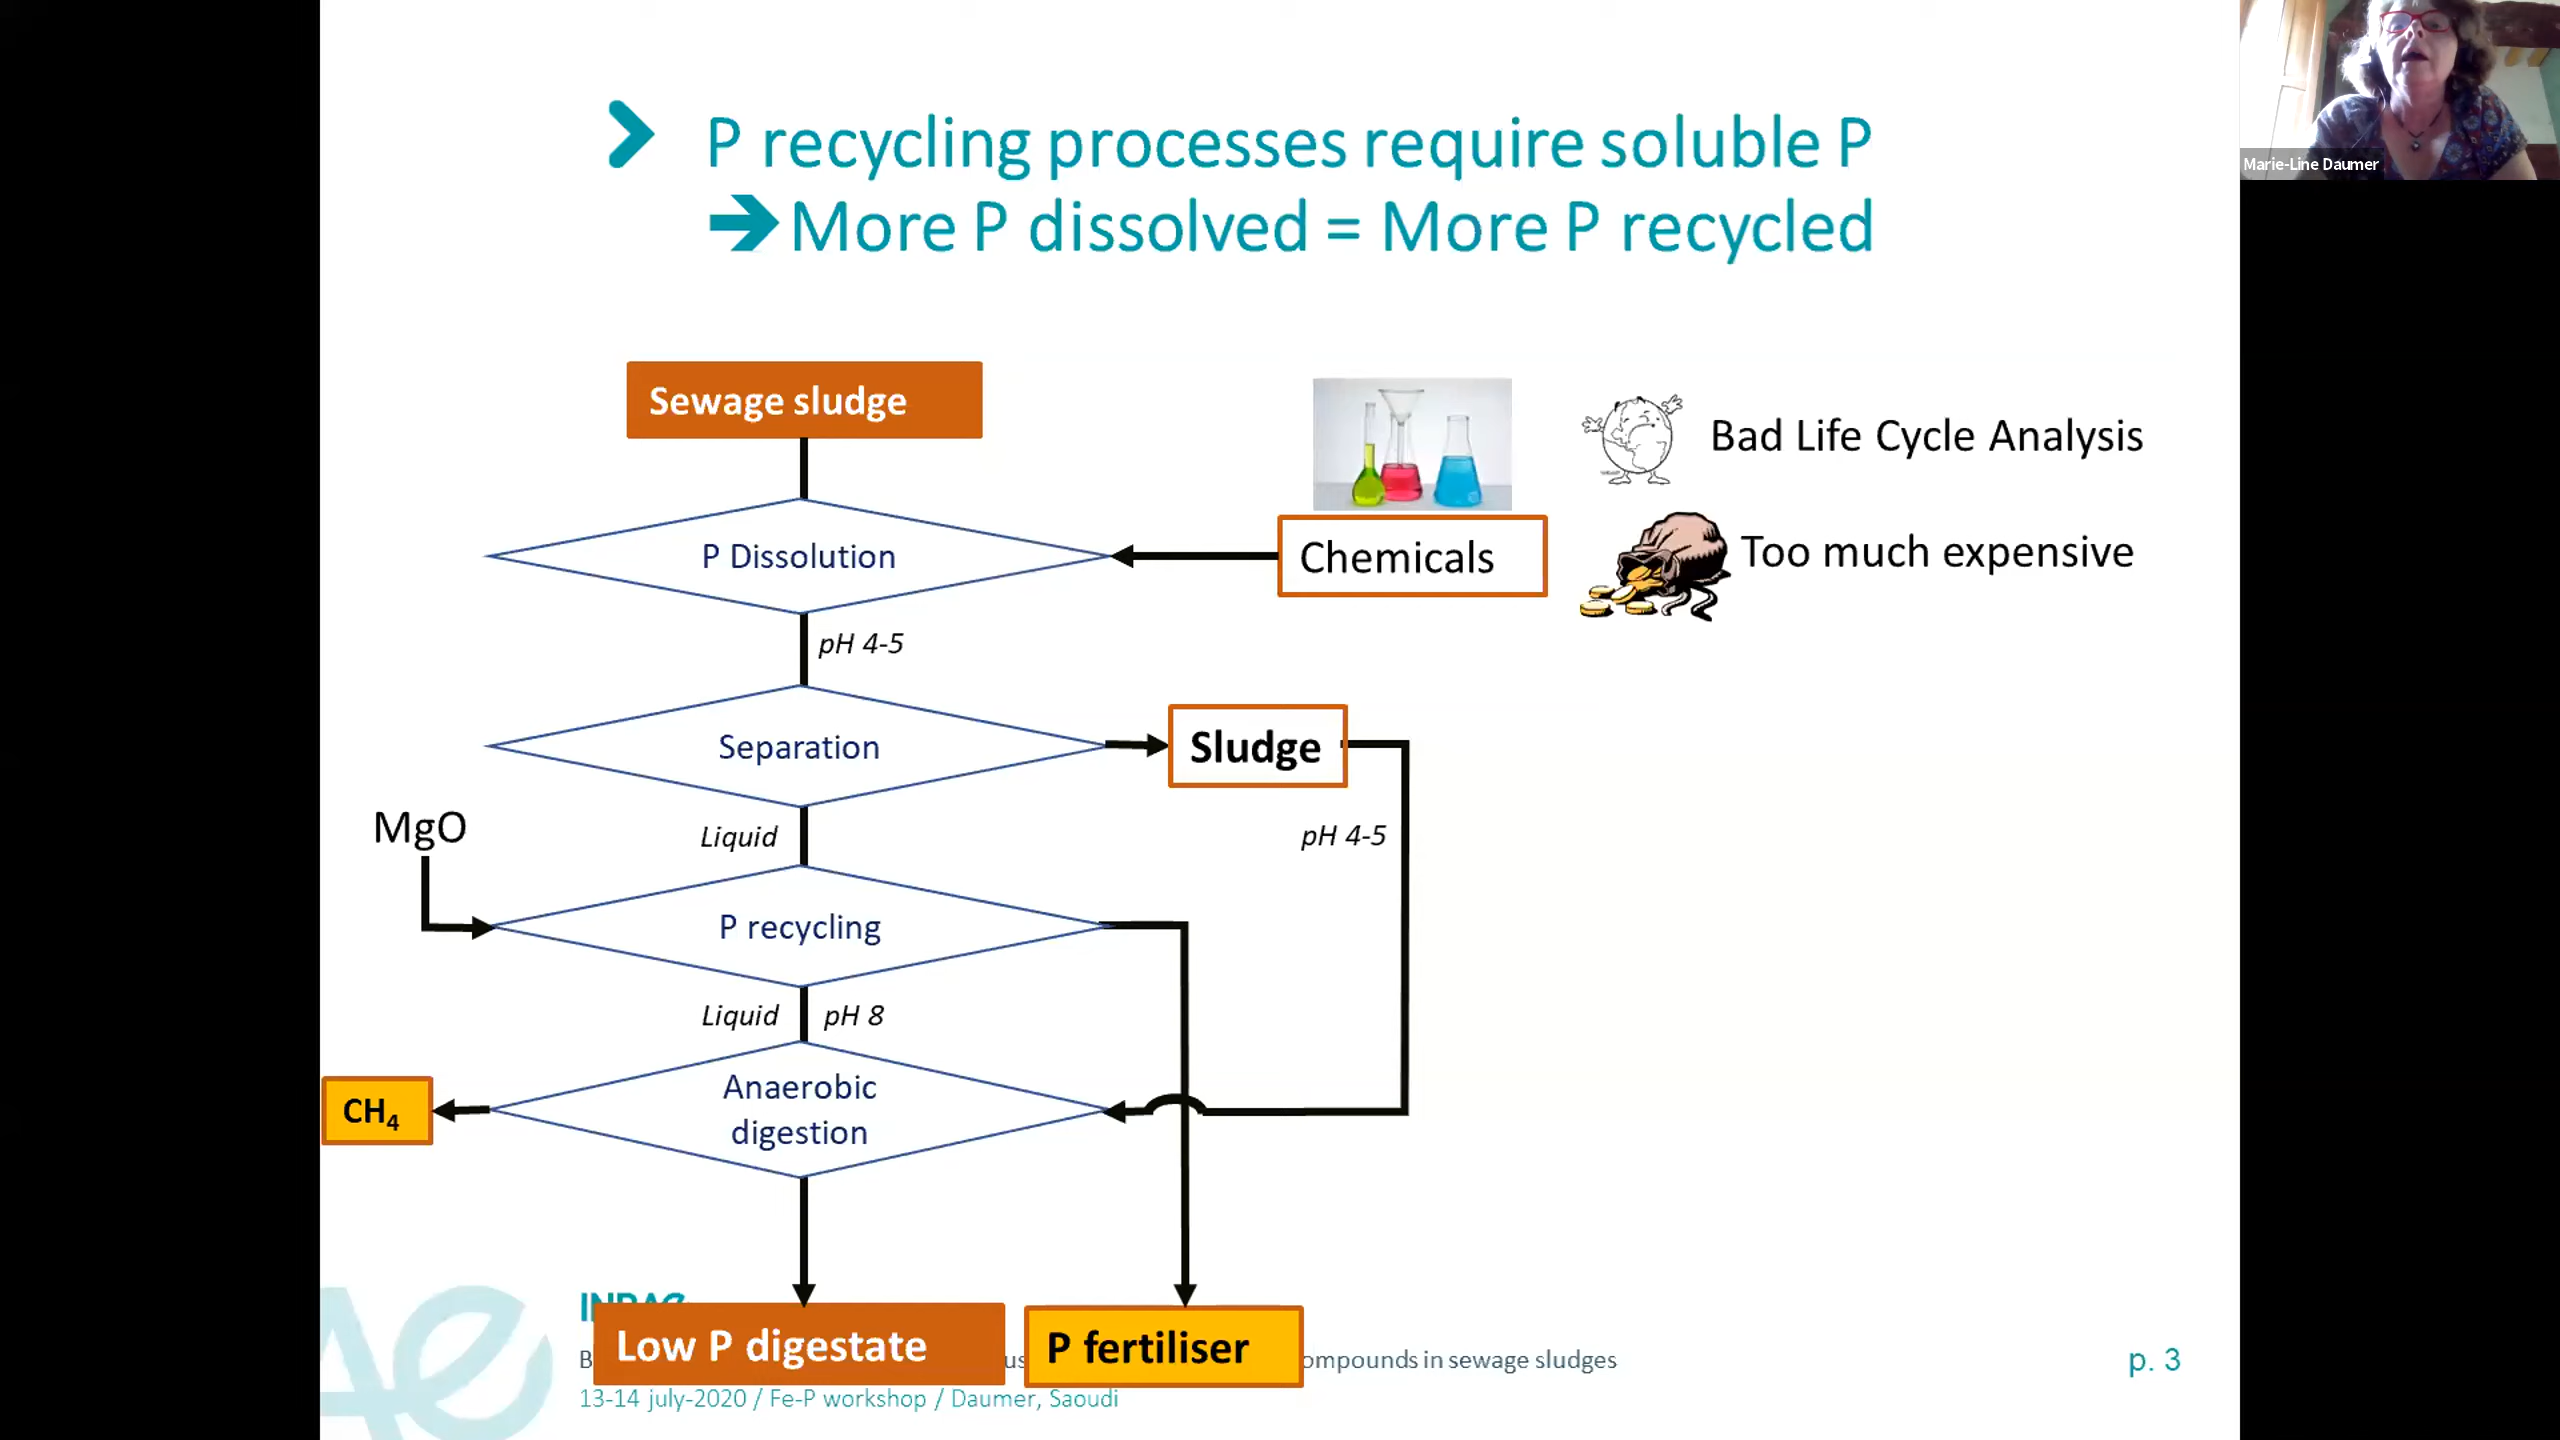 P recycling processes require soluble P
More P dissolved = More P recycled
Marie-Line Daumer
Sewage sludge
Bad Life Cycle Analysis
P Dissolution
Chemicals
Too much expensive
pH 4-5
Separation
Sludge
MgO
Liquid
pH 4-5
P recycling
Liquid pH 8
Anaerobic
digestion
CH₄
Low P digestate
P fertiliser
in sewage sludges
p. 3
13-14 july-2020 / Fe-P workshop / Daumer, Saoudi